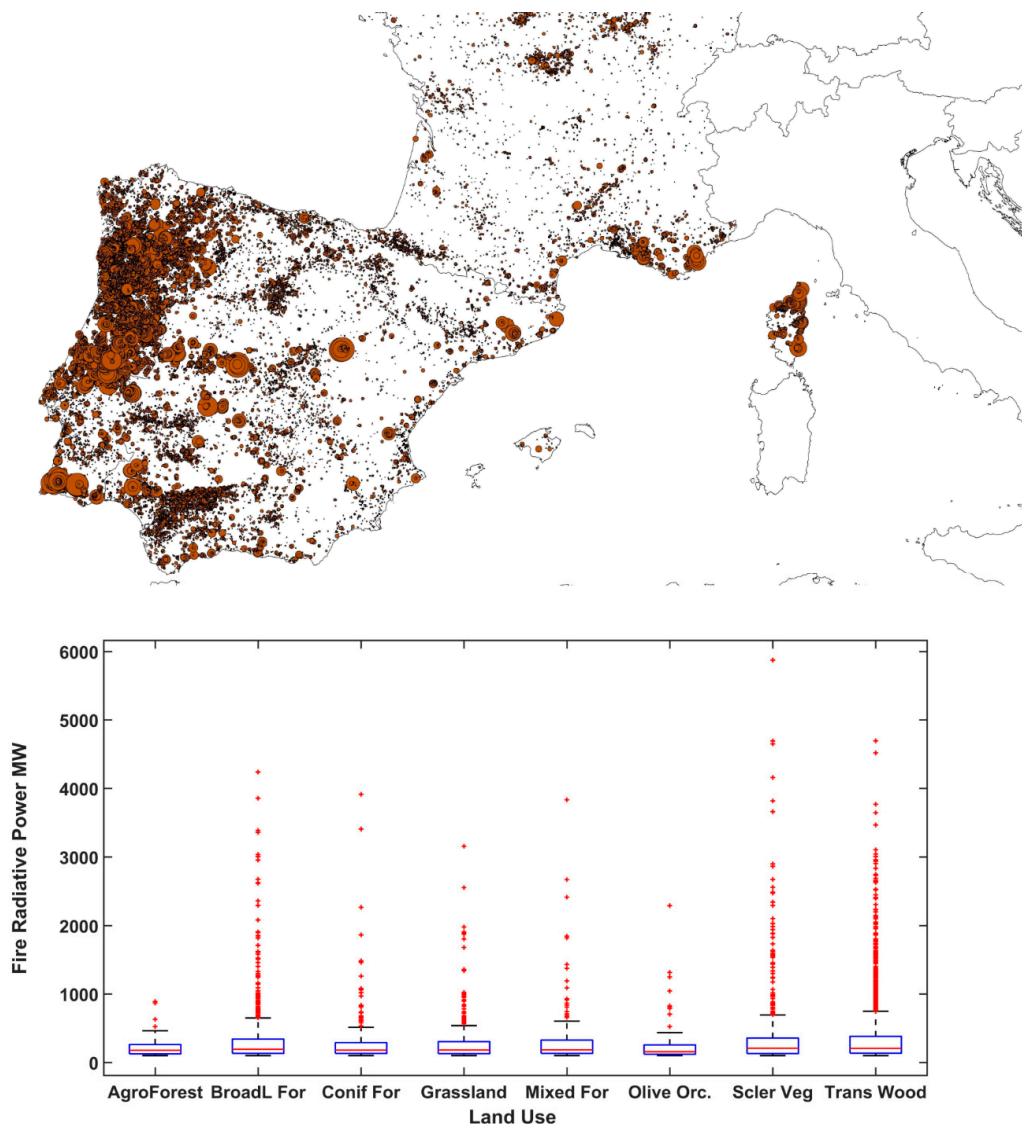 6000
5000
4000
3000
2000
1000
0
Fire Radiative Power MW
AgroForest BroadL For Conif For Grassland Mixed For Olive Orc. Scler Veg Trans Wood
Land Use